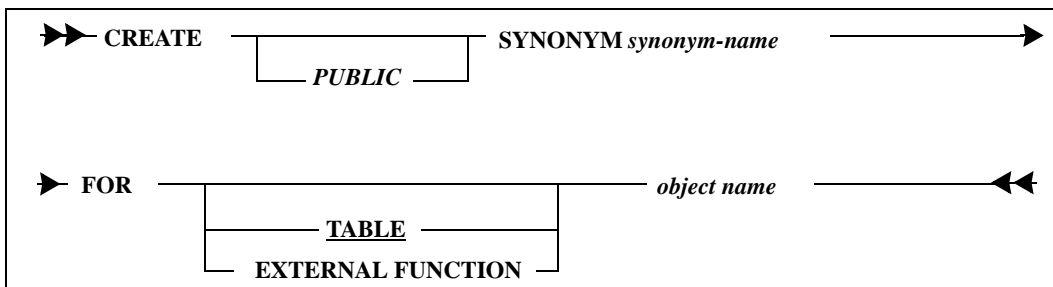 CREATE SYNONYM synonym-name
PUBLIC
FOR object name
TABLE
EXTERNAL FUNCTION